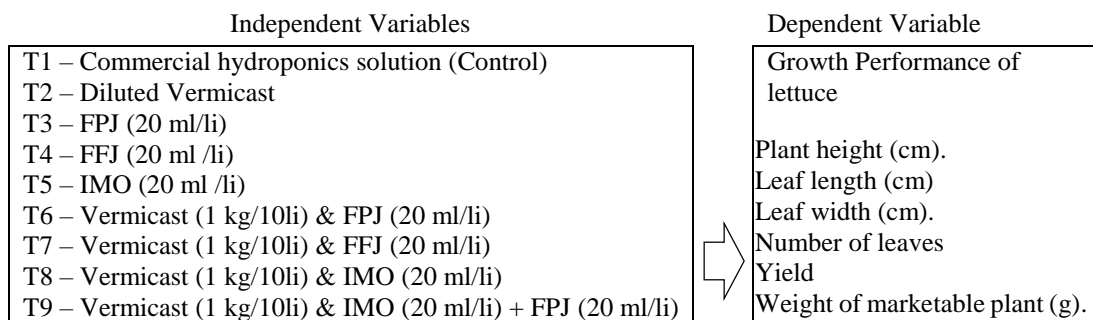 Independent Variables
T1 – Commercial hydroponics solution (Control)
T2 – Diluted Vermicast
T3 – FPJ (20 ml/li)
T4 – FFJ (20 ml /li)
T5 – IMO (20 ml /li)
T6 – Vermicast (1 kg/10li) & FPJ (20 ml/li)
T7 – Vermicast (1 kg/10li) & FFJ (20 ml/li)
T8 – Vermicast (1 kg/10li) & IMO (20 ml/li)
T9 – Vermicast (1 kg/10li) & IMO (20 ml/li) + FPJ (20 ml/li)
Dependent Variable
Growth Performance of
lettuce
Plant height (cm).
Leaf length (cm)
Leaf width (cm).
Number of leaves
Yield
Weight of marketable plant (g).